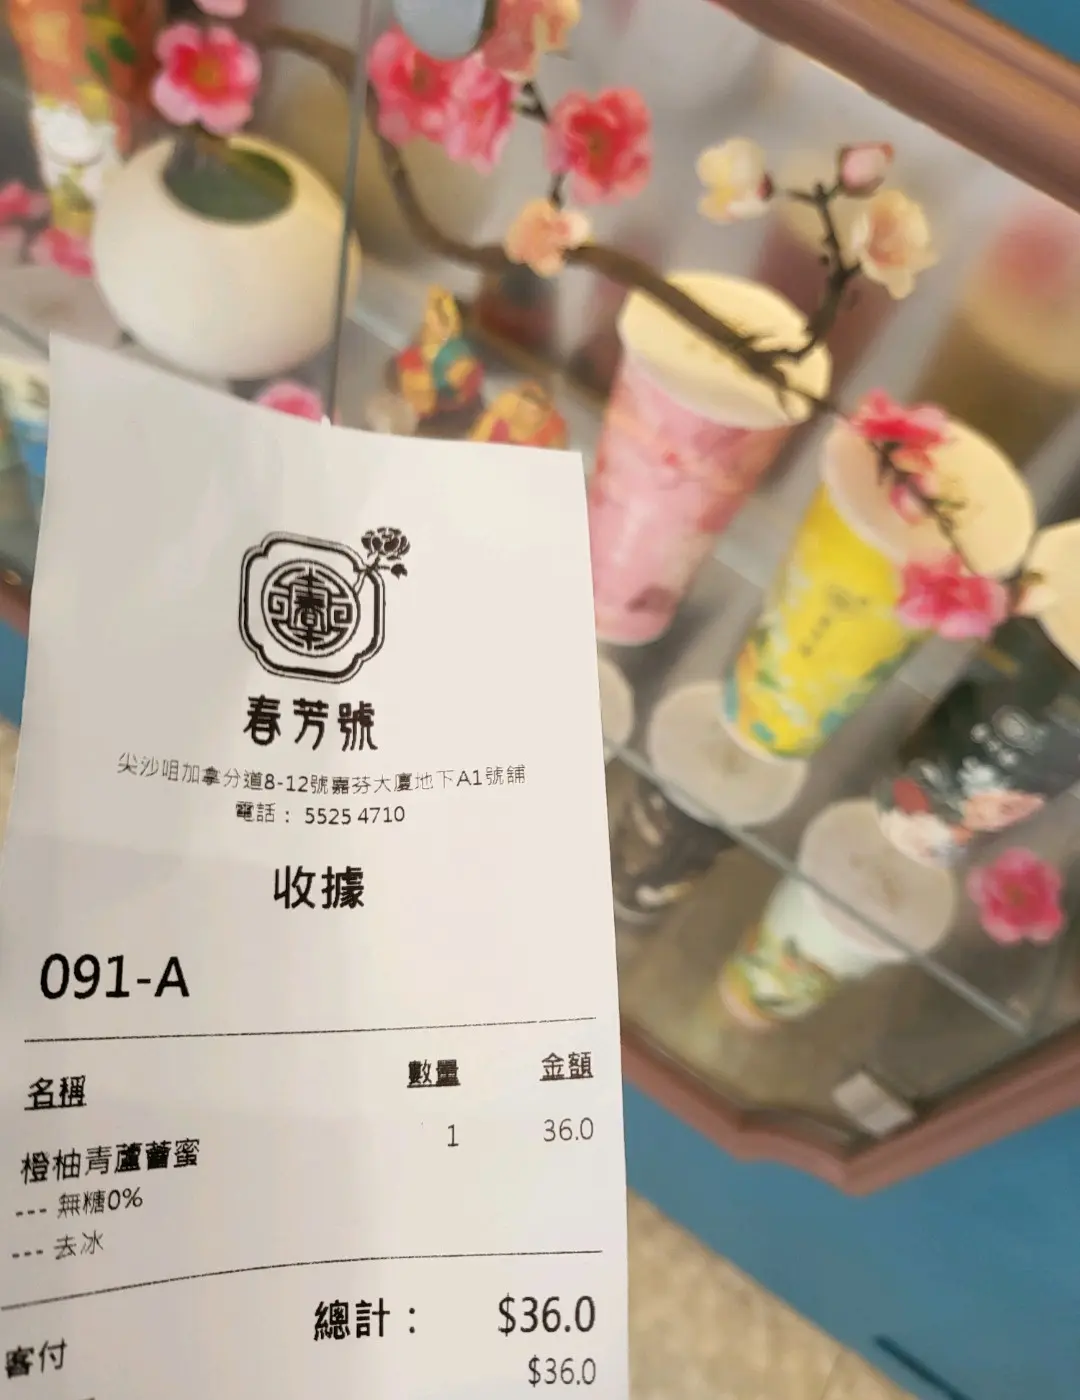 春
春芳號
尖沙咀加拿分道8-12號嘉芬大廈地下A1號舖
電話： 5525 4710
收據
091-A
名稱 數量 金額
橙柚青蘆薈蜜 1 36.0
--- 無糖0%
--- 去冰
總計： $36.0
客付 $36.0